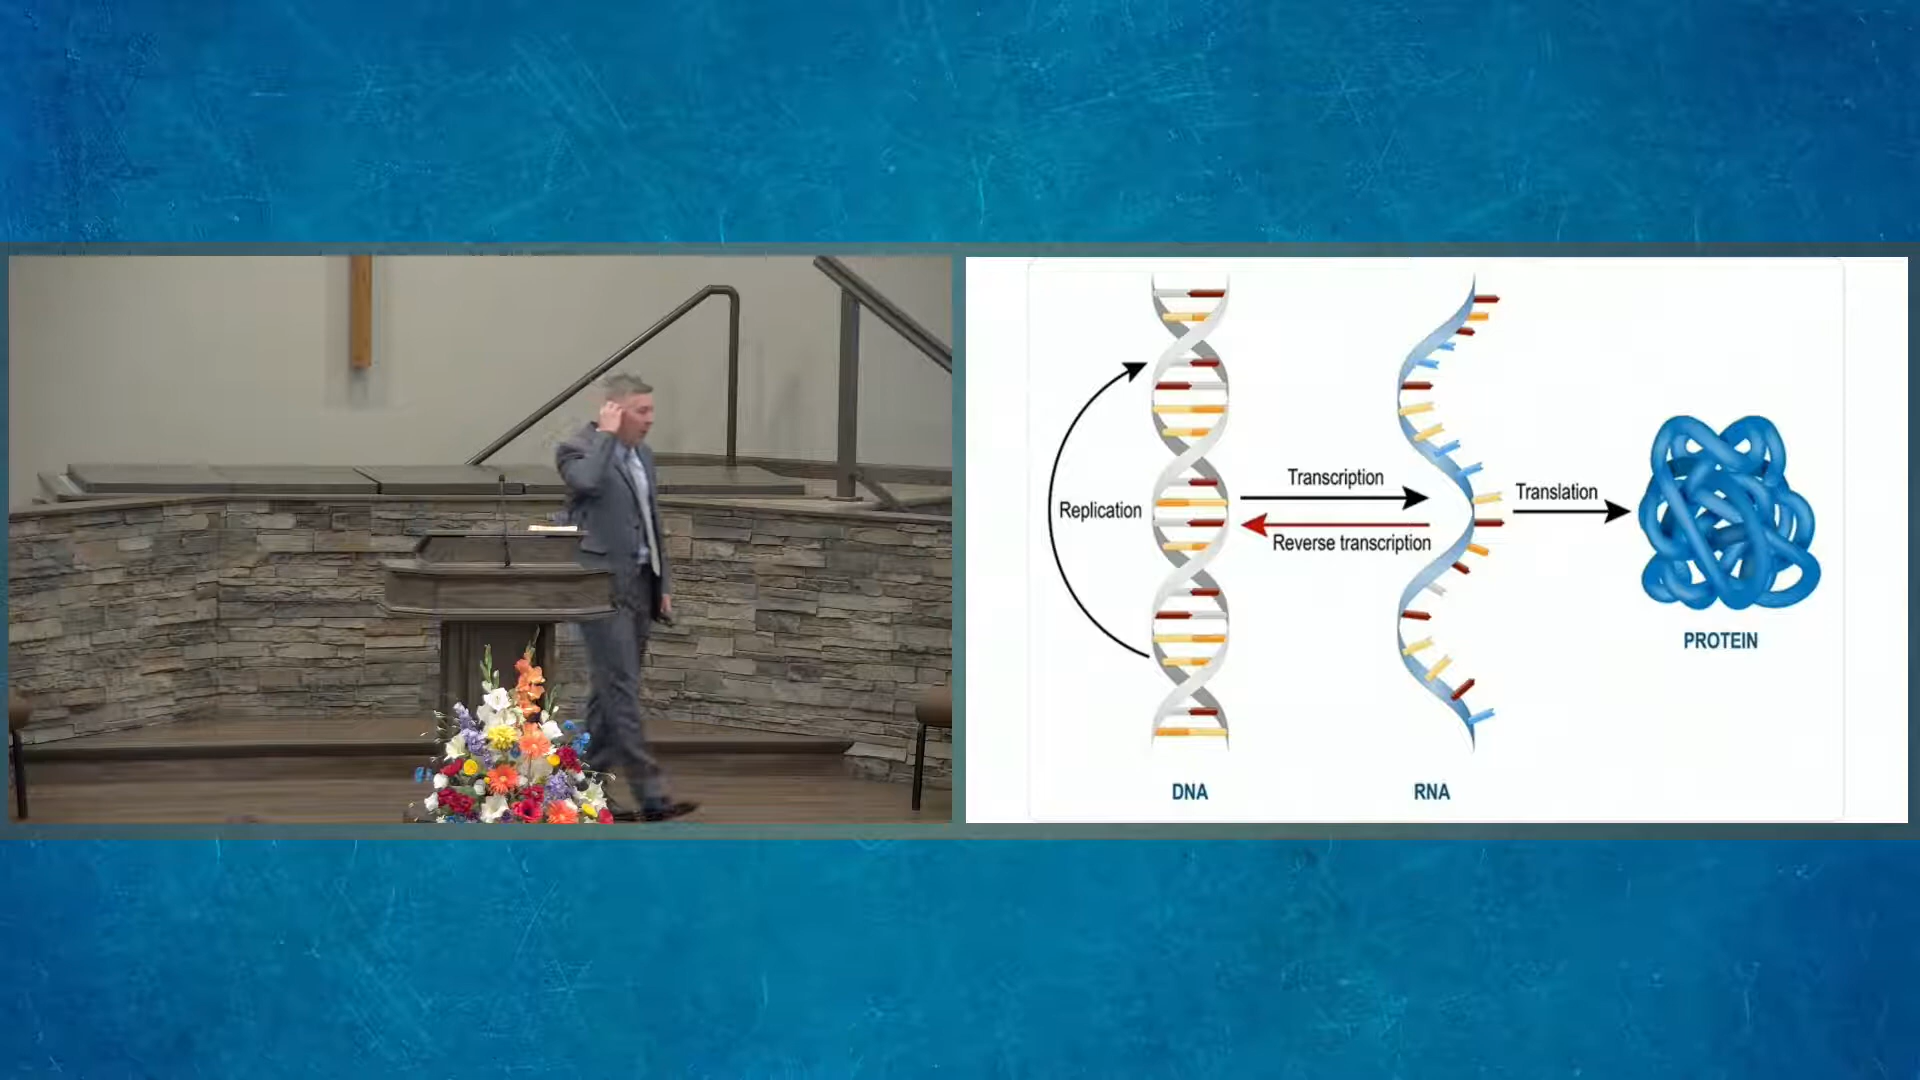 Transcription
Replication
Translation
Reverse transcription
PROTEIN
DNA
RNA